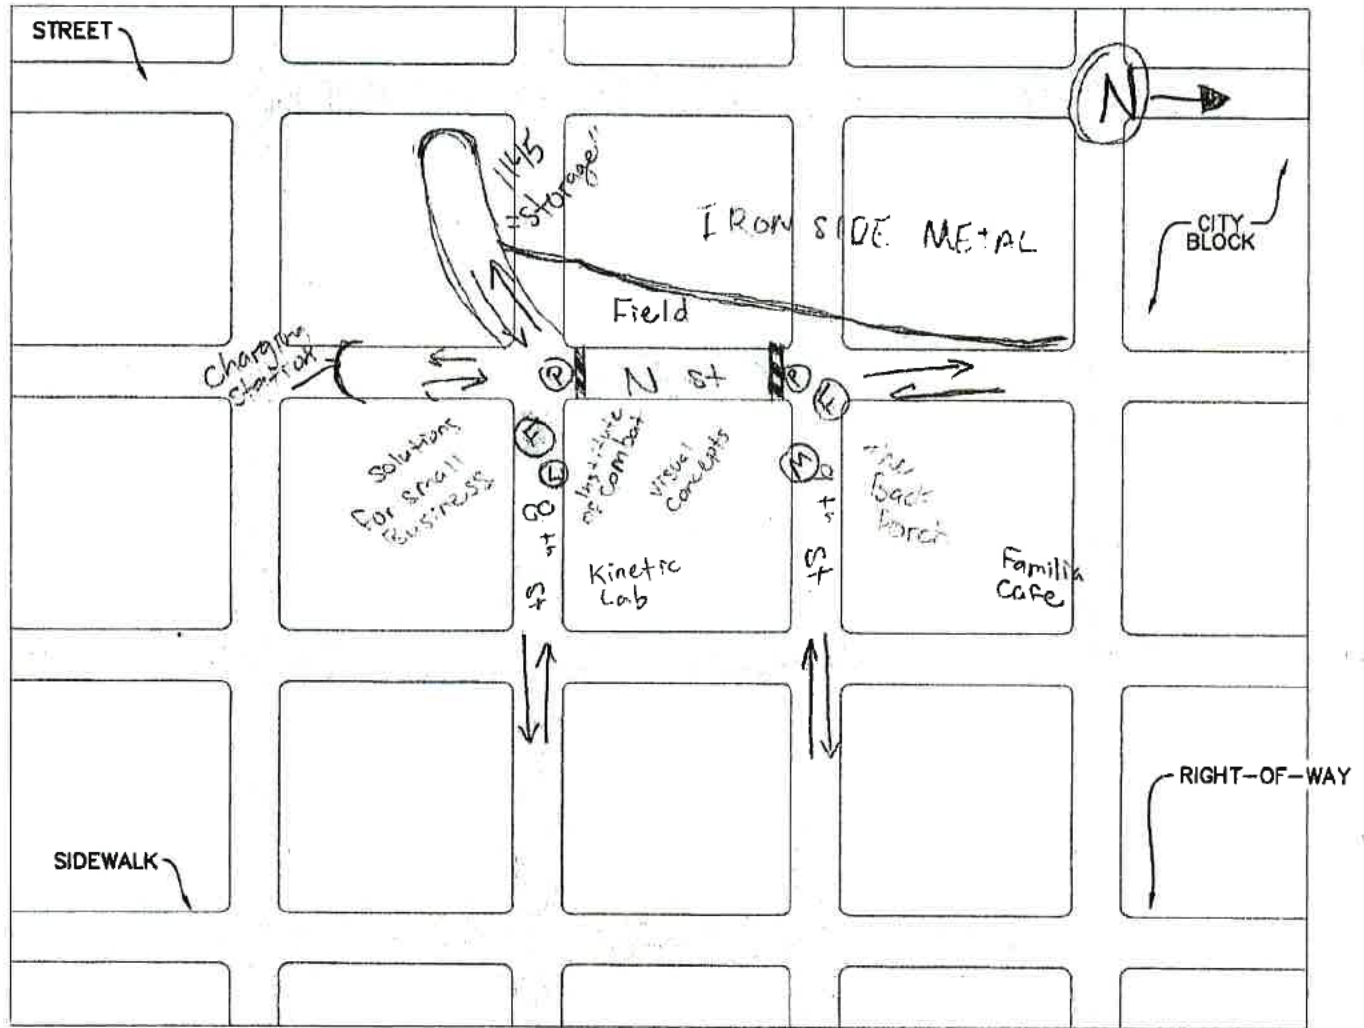 STREET
N
1145
"Storage"
IRON SIDE METAL
CITY
BLOCK
Field
Charging
Station
P
N St
P
F
Solutions
for small
Business
F
L
Institute
of Combat
Visual
Concepts
M
Back
Porch
8th St
9th St
Kinetic
Lab
Familia
Cafe
RIGHT-OF-WAY
SIDEWALK